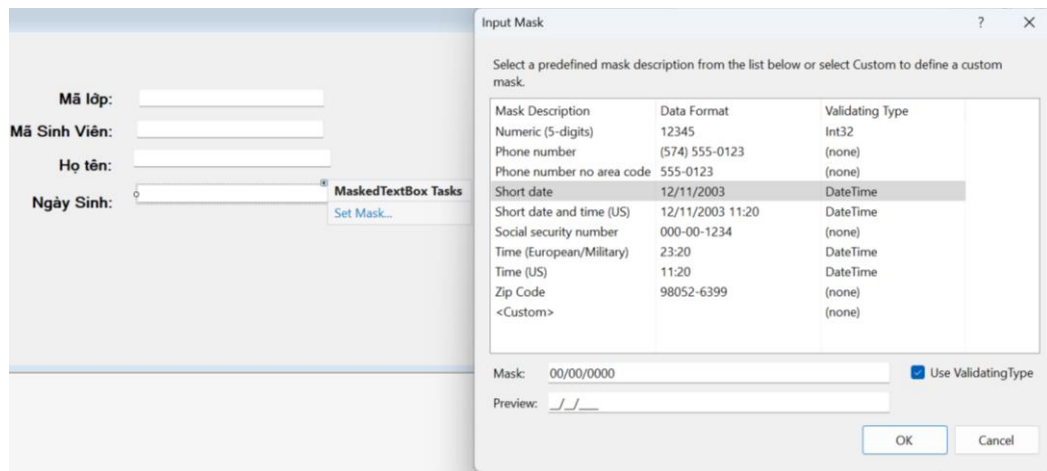 Mã lớp:
Mã Sinh Viên:
Họ tên:
Ngày Sinh:
MaskedTextBox Tasks
Set Mask...
Input Mask ? ✕
Select a predefined mask description from the list below or select Custom to define a custom
mask.
Mask Description Data Format Validating Type
Numeric (5-digits) 12345 Int32
Phone number (574) 555-0123 (none)
Phone number no area code 555-0123 (none)
Short date 12/11/2003 DateTime
Short date and time (US) 12/11/2003 11:20 DateTime
Social security number 000-00-1234 (none)
Time (European/Military) 23:20 DateTime
Time (US) 11:20 DateTime
Zip Code 98052-6399 (none)
<Custom> (none)
Mask: 00/00/0000 Use ValidatingType
Preview: _/_/___
OK Cancel